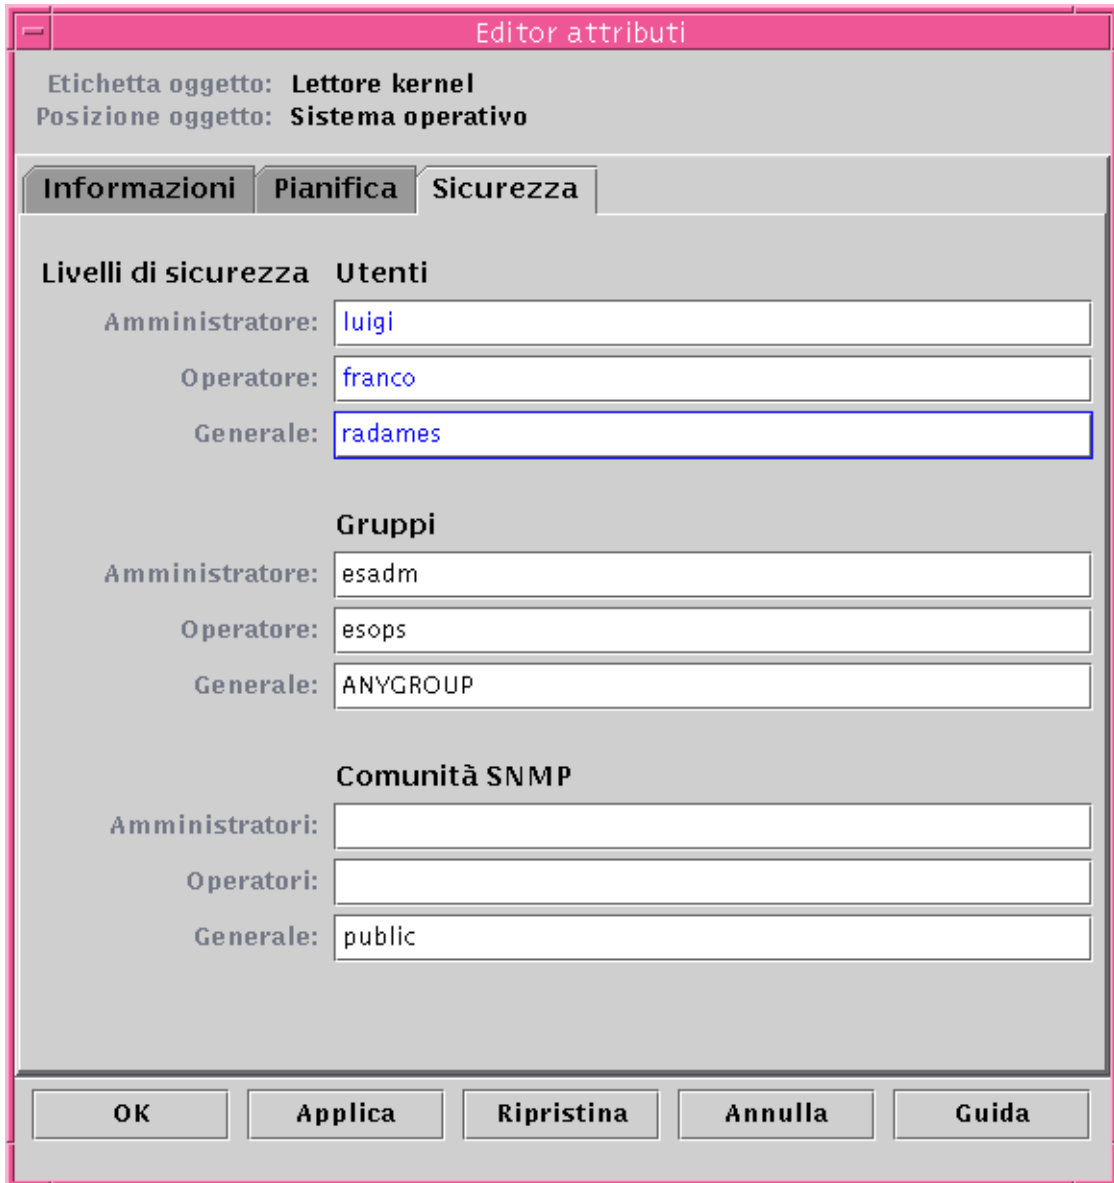 Editor attributi
Etichetta oggetto: Lettore kernel
Posizione oggetto: Sistema operativo
Informazioni Pianifica Sicurezza
Livelli di sicurezza Utenti
Amministratore: luigi
Operatore: franco
Generale: radames
Gruppi
Amministratore: esadm
Operatore: esops
Generale: ANYGROUP
Comunità SNMP
Amministratori:
Operatori:
Generale: public
OK Applica Ripristina Annulla Guida